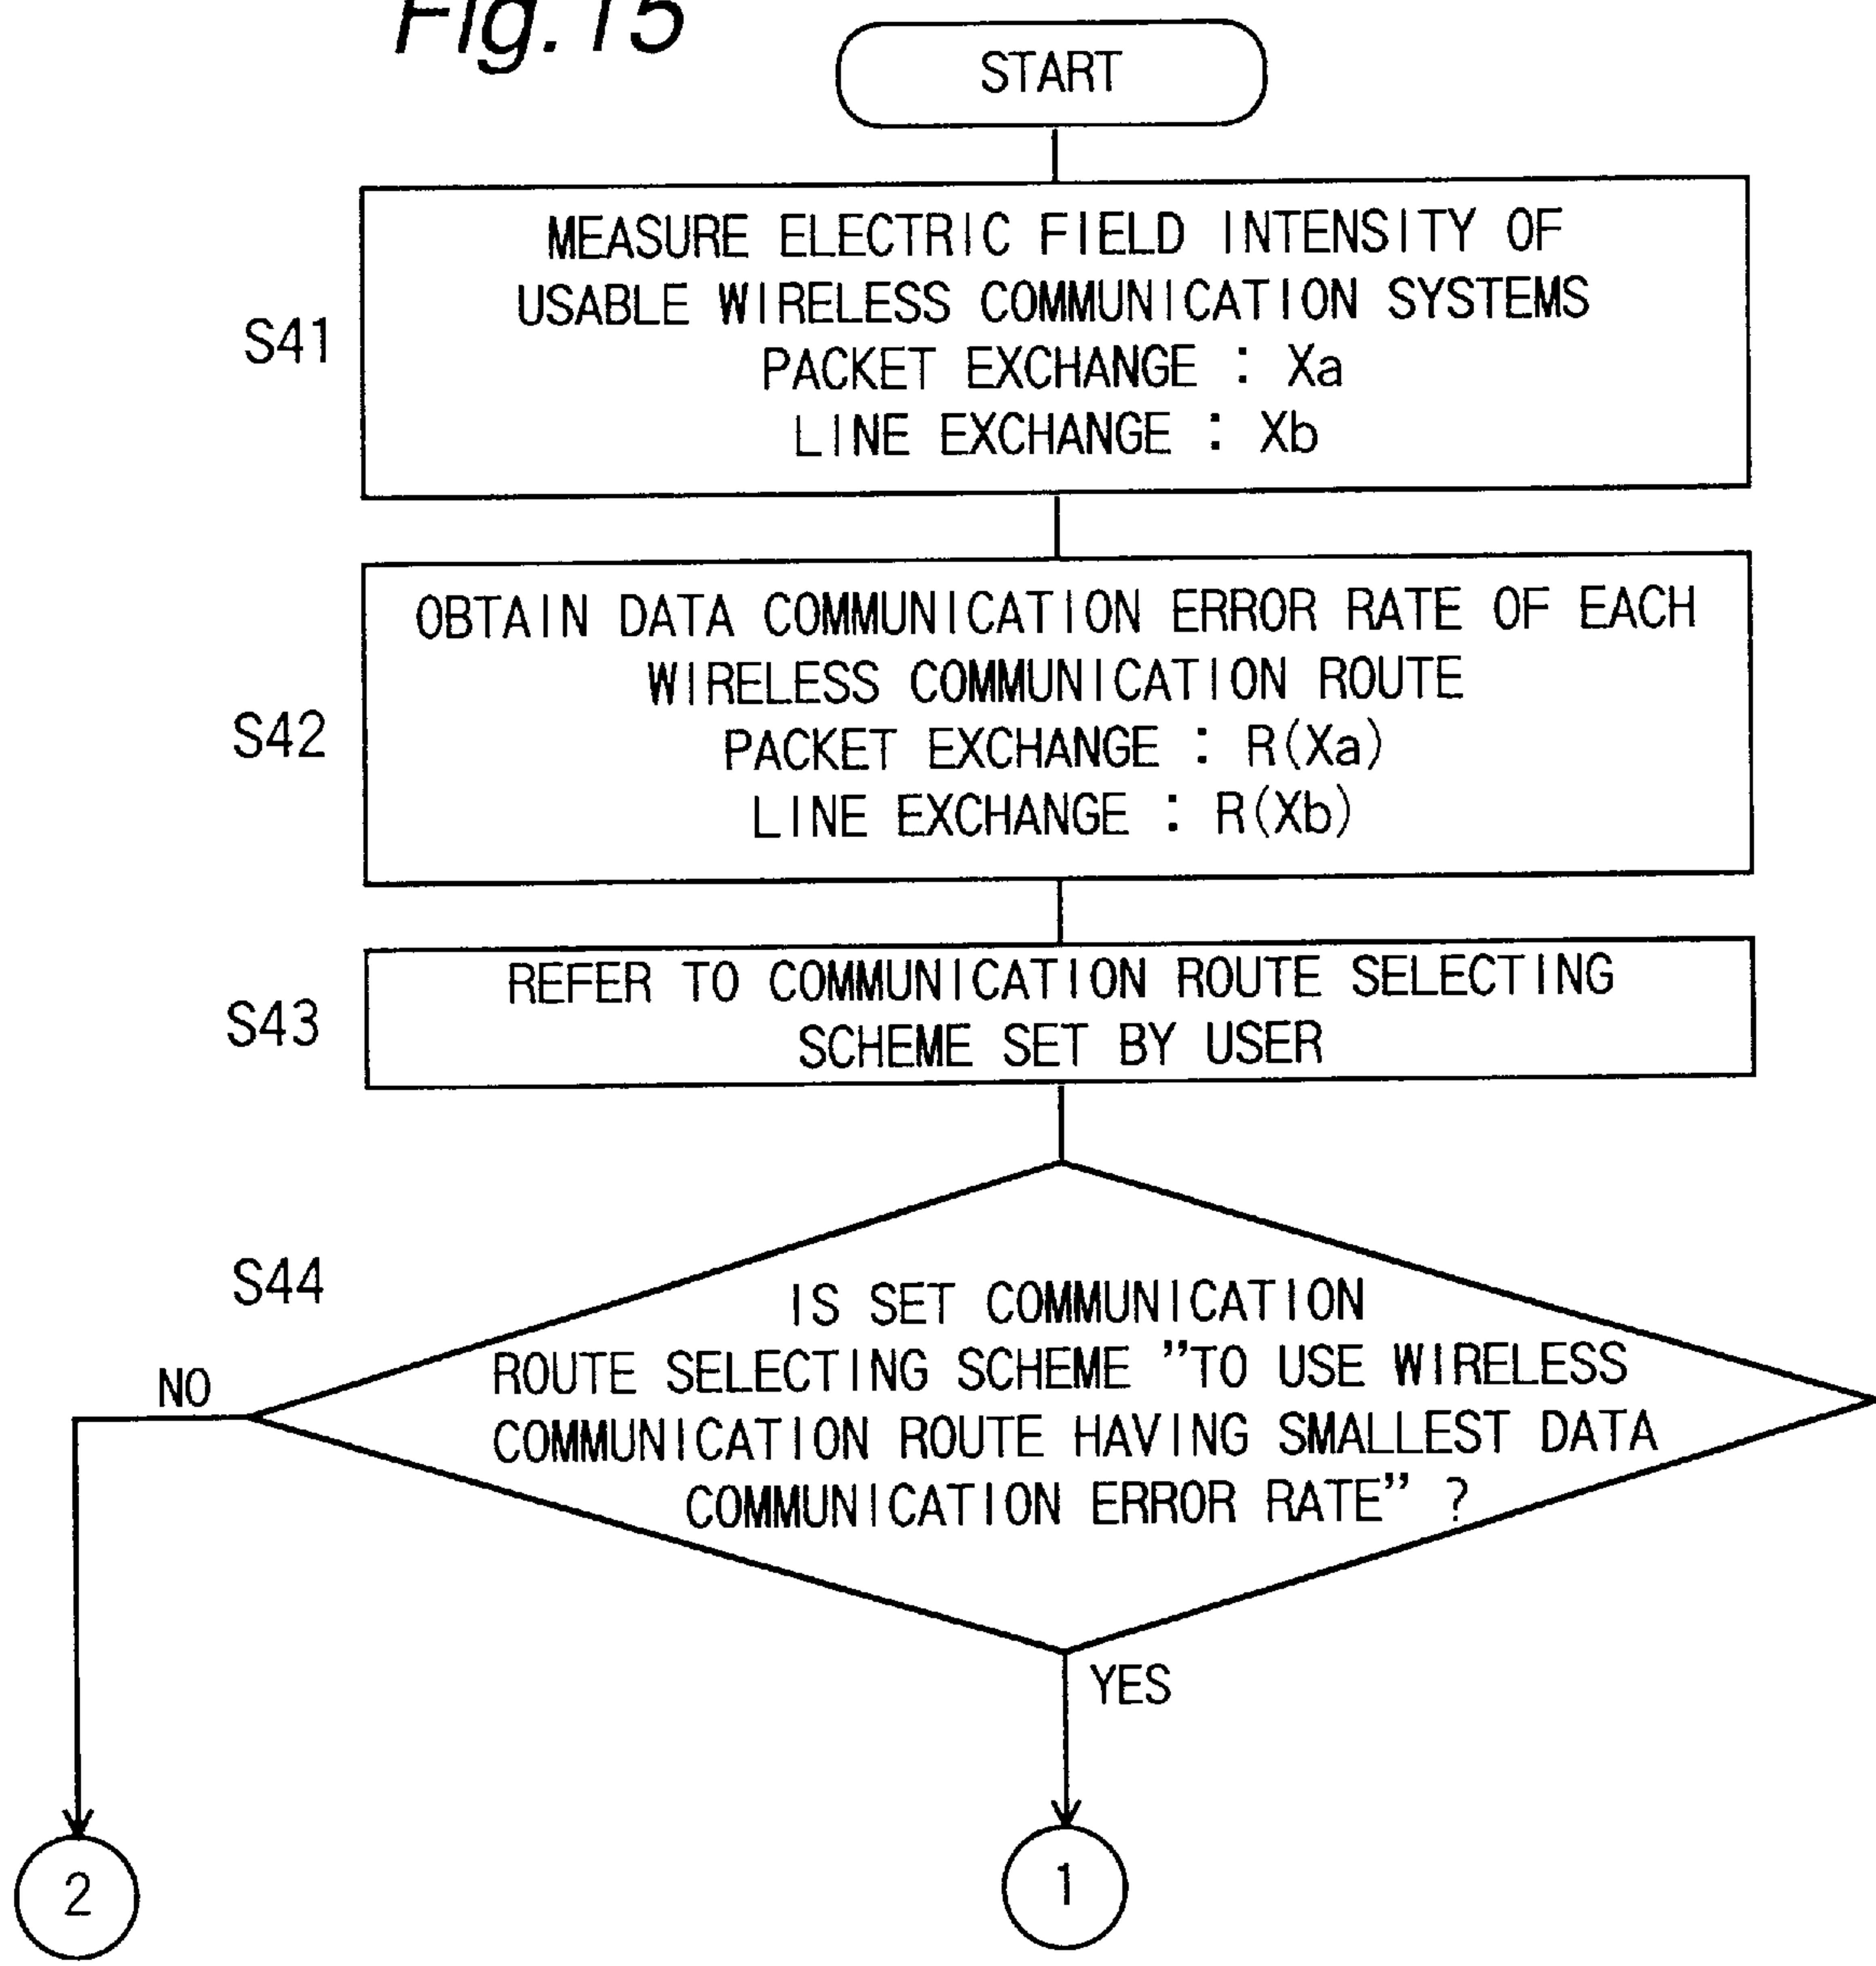 Fig.15
START
S41
MEASURE ELECTRIC FIELD INTENSITY OF
USABLE WIRELESS COMMUNICATION SYSTEMS
PACKET EXCHANGE : Xa
LINE EXCHANGE : Xb
S42
OBTAIN DATA COMMUNICATION ERROR RATE OF EACH
WIRELESS COMMUNICATION ROUTE
PACKET EXCHANGE : R(Xa)
LINE EXCHANGE : R(Xb)
S43
REFER TO COMMUNICATION ROUTE SELECTING
SCHEME SET BY USER
S44
IS SET COMMUNICATION
ROUTE SELECTING SCHEME "TO USE WIRELESS
COMMUNICATION ROUTE HAVING SMALLEST DATA
COMMUNICATION ERROR RATE" ?
NO
YES
2
1